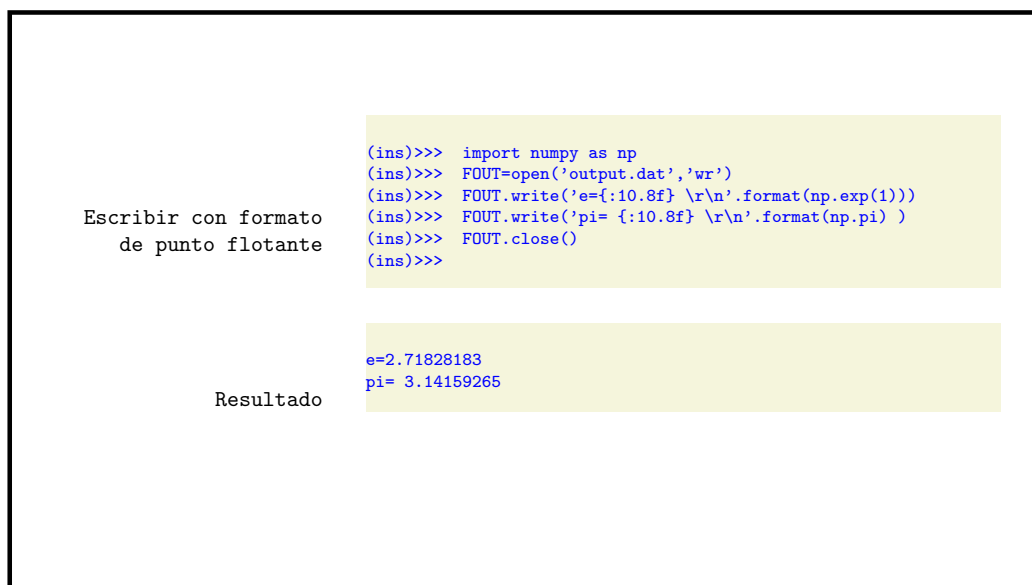 Escribir con formato
de punto flotante
(ins)>>>  import numpy as np
(ins)>>>  FOUT=open(’output.dat’,’wr’)
(ins)>>>  FOUT.write(’e={:10.8f} \r\n’.format(np.exp(1)))
(ins)>>>  FOUT.write(’pi= {:10.8f} \r\n’.format(np.pi) )
(ins)>>>  FOUT.close()
(ins)>>>
Resultado
e=2.71828183
pi= 3.14159265